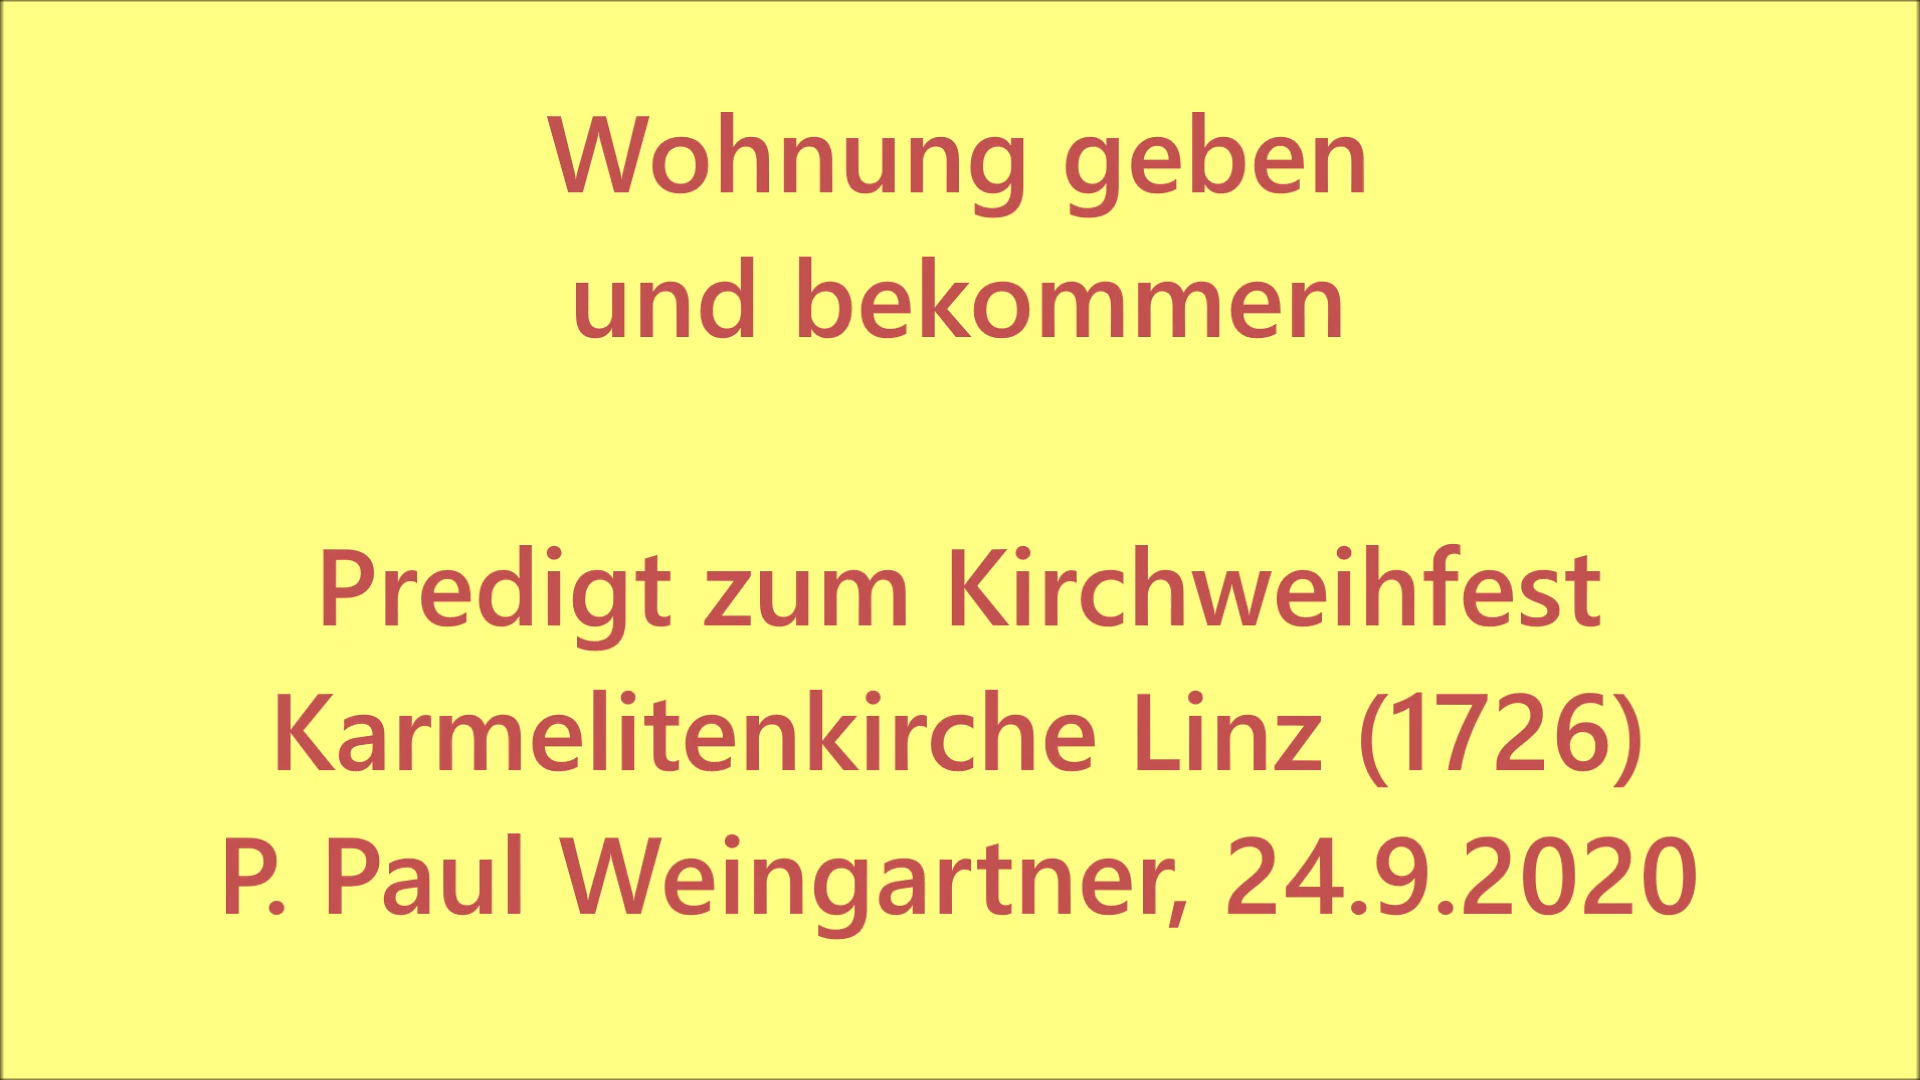 Wohnung geben
und bekommen
Predigt zum Kirchweihfest
Karmelitenkirche Linz (1726)
P. Paul Weingartner, 24.9.2020